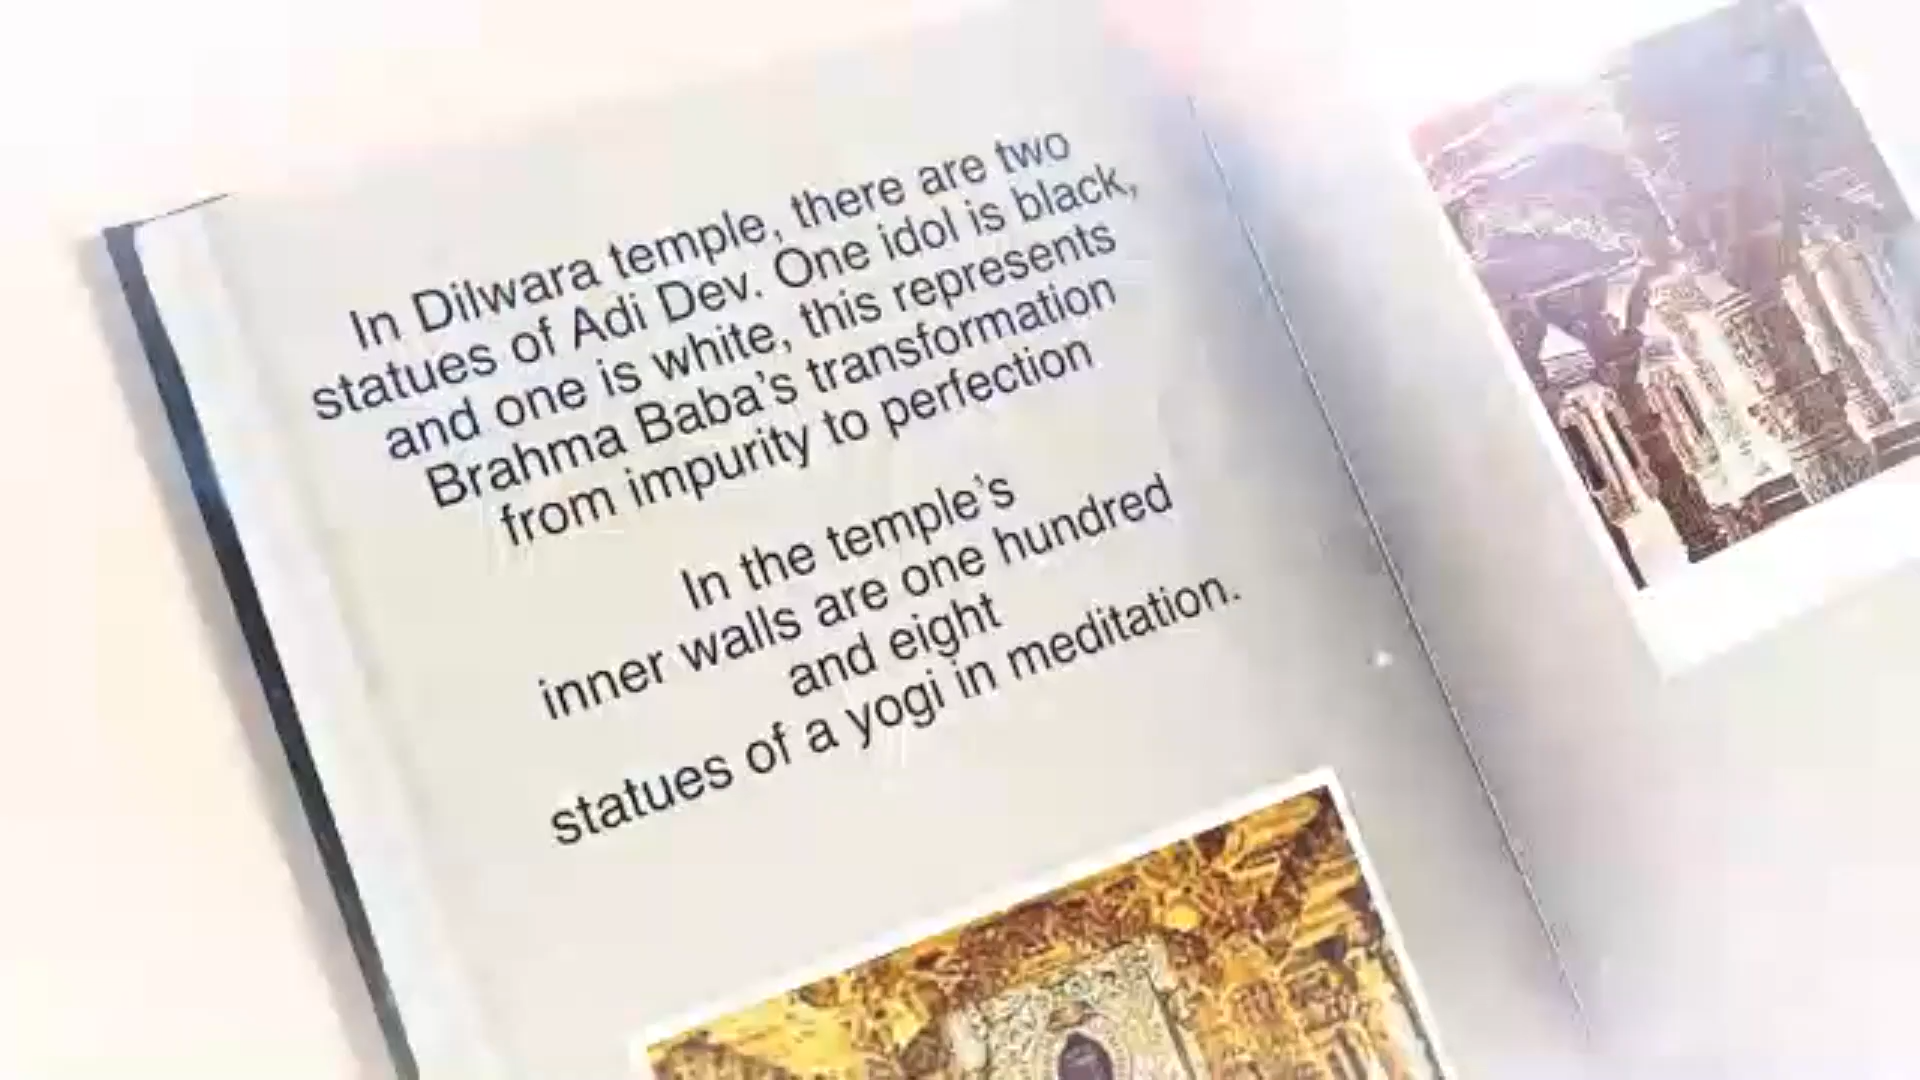 In Dilwara temple, there are two
statues of Adi Dev. One idol is black,
and one is white, this represents
Brahma Baba's transformation
from impurity to perfection
In the temple's
inner walls are one hundred
and eight
statues of a yogi in meditation.